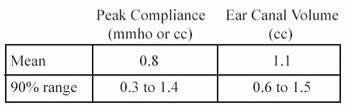 Peak Compliance Ear Canal Volume
(mmho or cc) (cc)
Mean 0.8 1.1
90% range 0.3 to 1.4 0.6 to 1.5